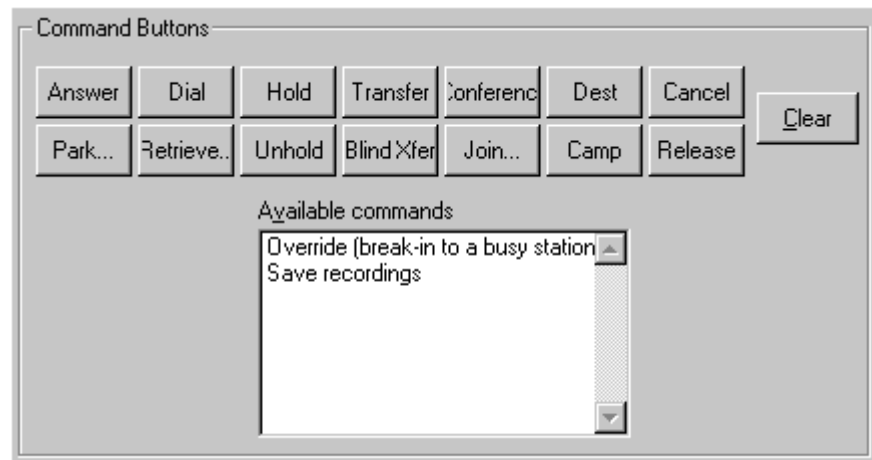 Command Buttons
Answer Dial Hold Transfer Conferenc Dest Cancel
Clear
Park... Retrieve.. Unhold Blind Xfer Join... Camp Release
Available commands
Override (break-in to a busy station
Save recordings